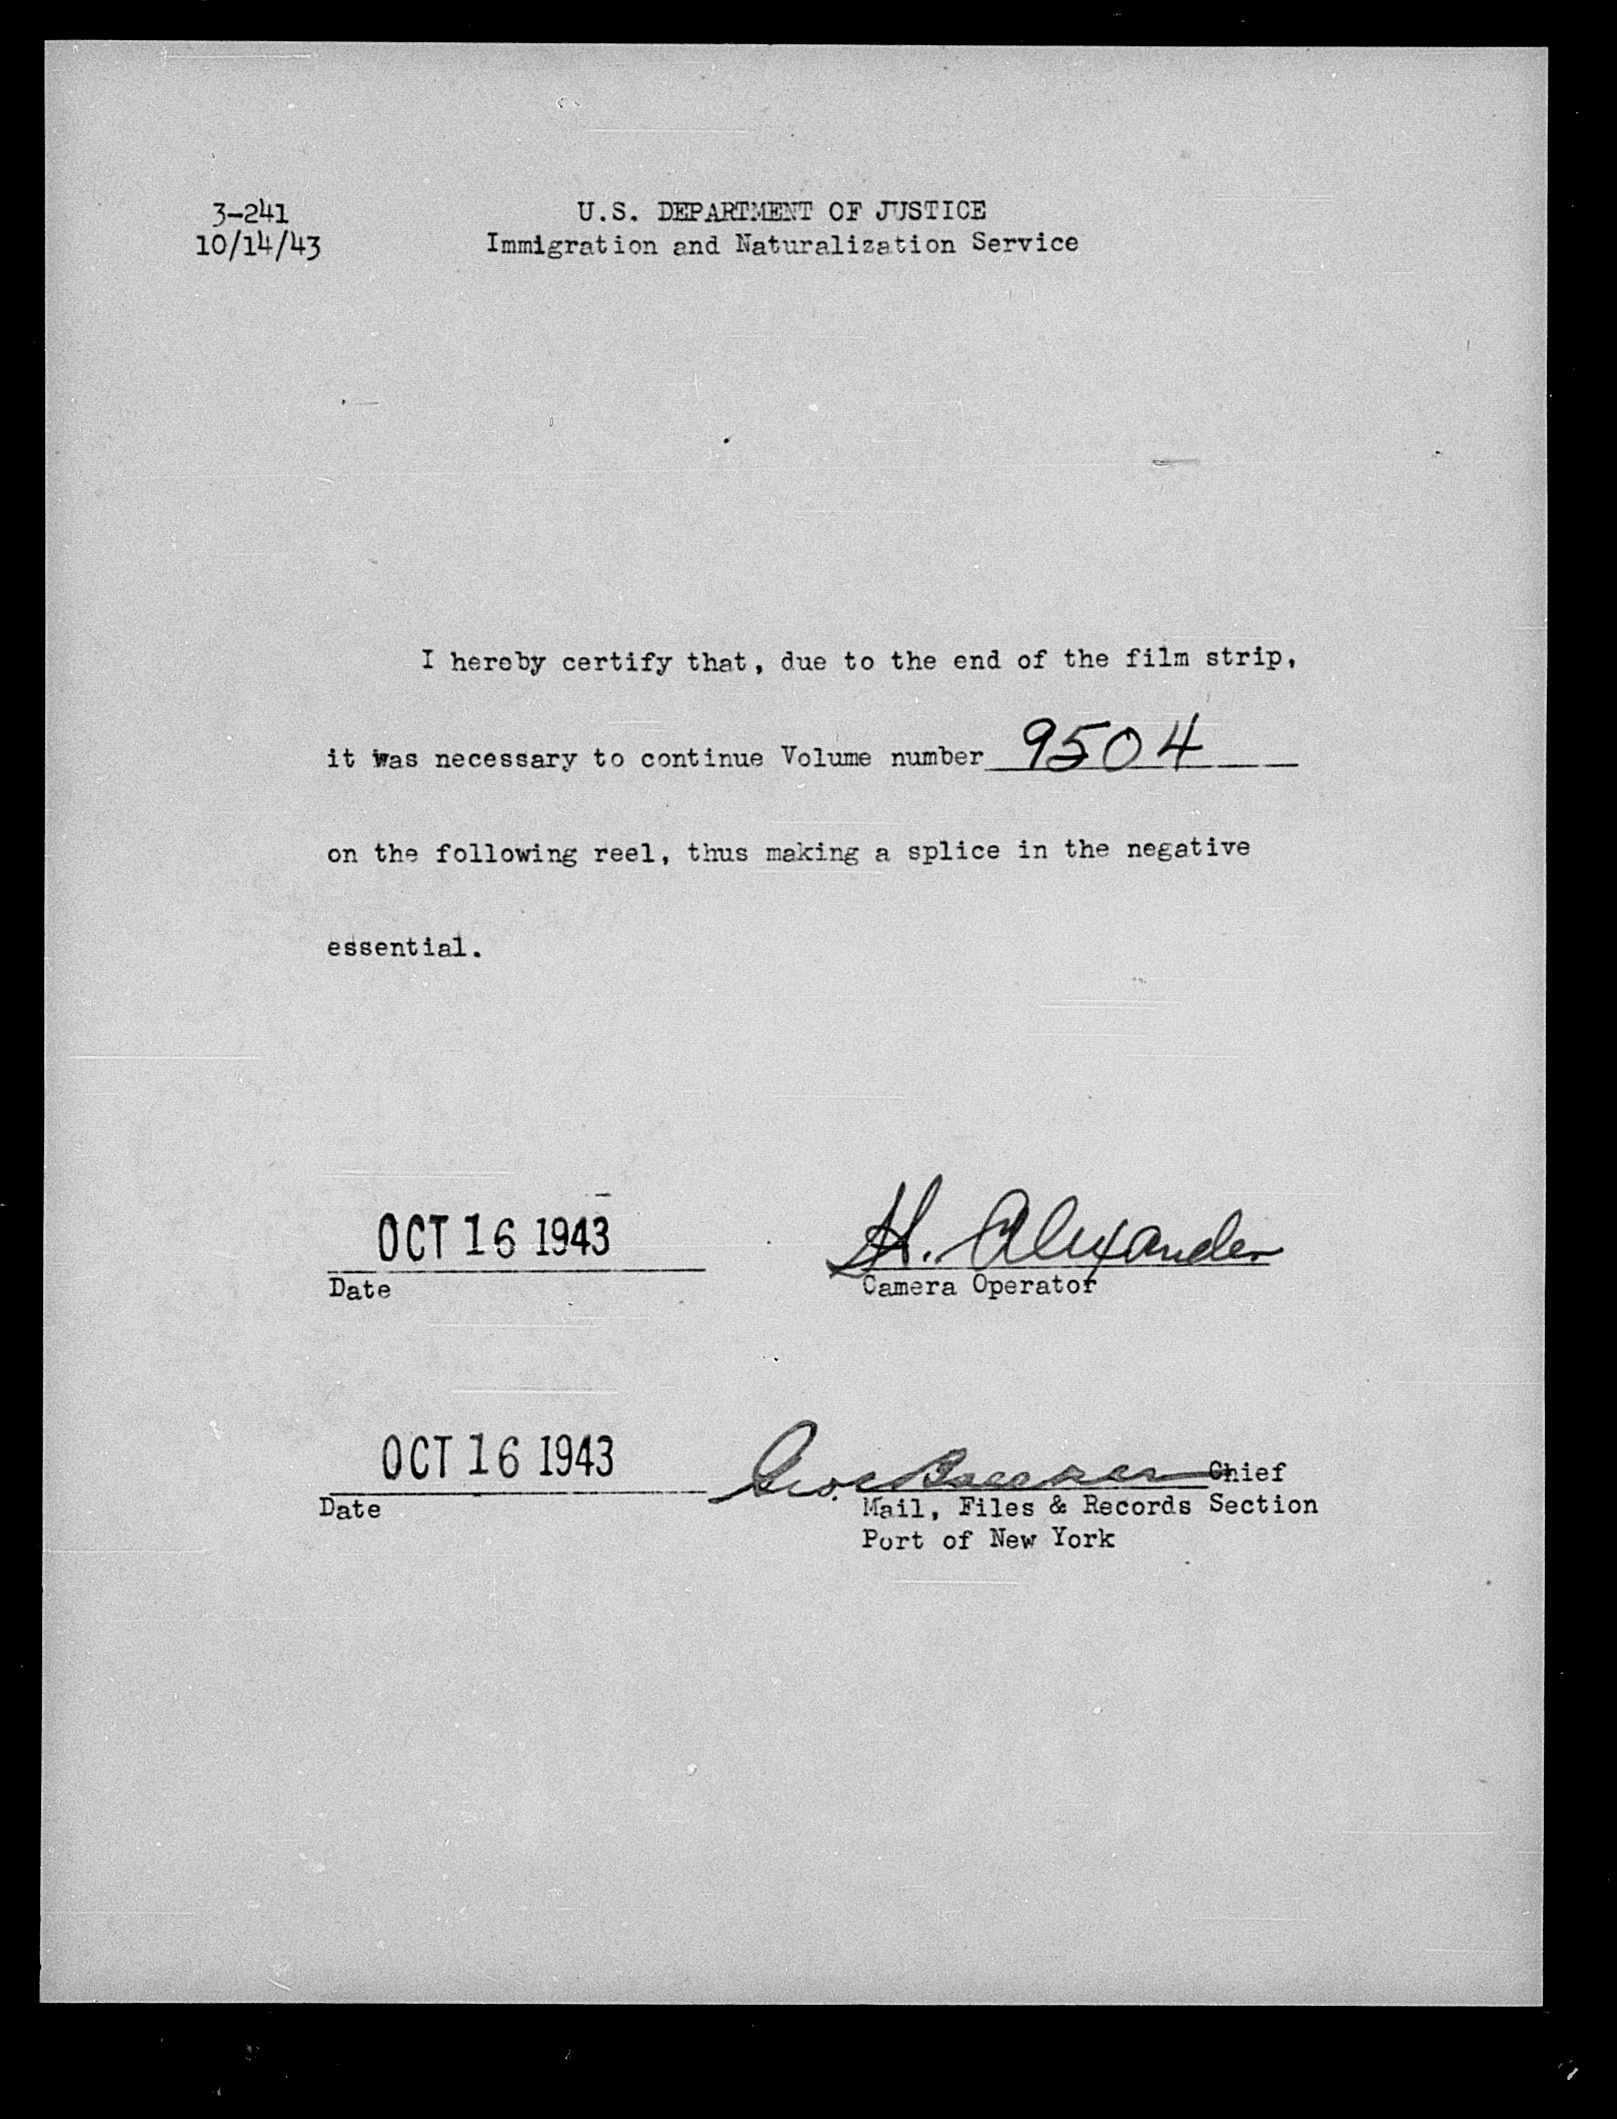 3-241
10/14/43
U.S. DEPARTMENT OF JUSTICE
Immigration and Naturalization Service
I hereby certify that, due to the end of the film strip,
it was necessary to continue Volume number 9504
on the following reel, thus making a splice in the negative
essential.
OCT 16 1943
Date
H. Alexander
Camera Operator
OCT 16 1943
Date
Chief
Mail, Files & Records Section
Port of New York